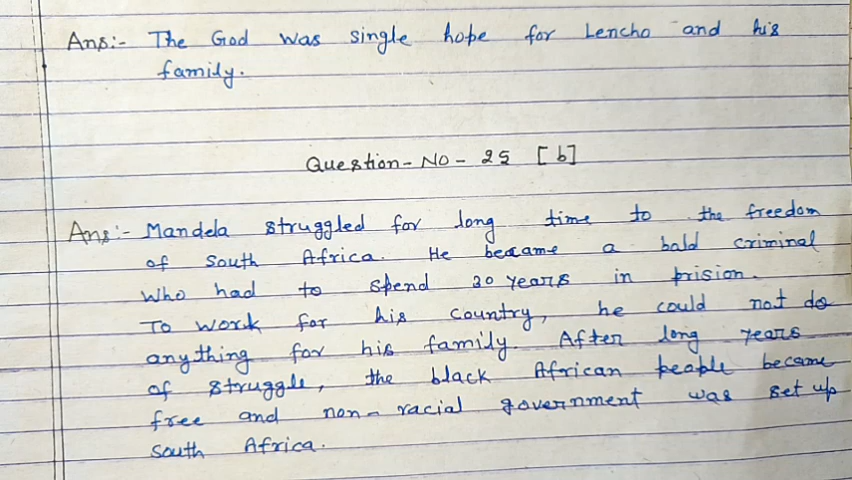 Ans:- The God was single hope for Lencho and his
family.
Question- NO - 25 [b]
Ans:- Mandela struggled for long time to the freedom
of south Africa. He became a bald criminal
who had to spend 30 years in prision.
To work for his country, he could not do
anything for his family After long years
of struggle, the black African people became
free and non-racial government was set up
south Africa.